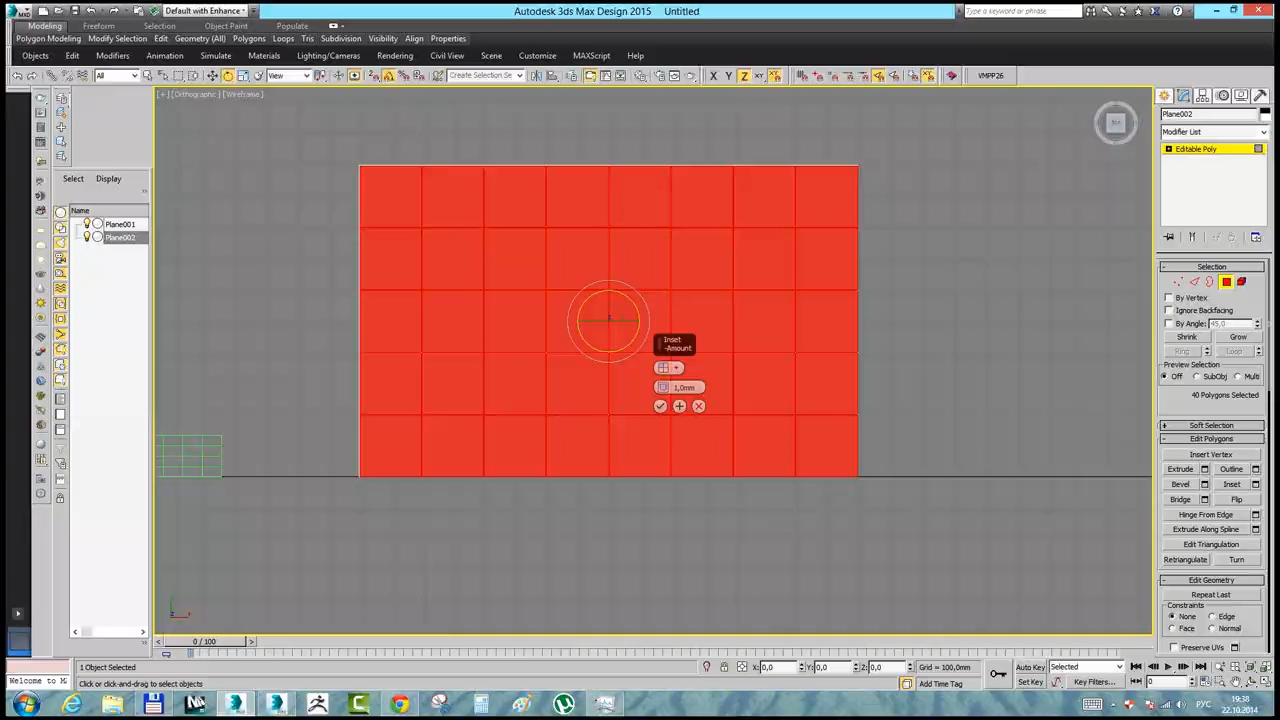 Default with Enhance
Autodesk 3ds Max Design 2015 Untitled
Type a keyword or phrase
Modeling Freeform Selection Object Paint Populate
Polygon Modeling Modify Selection Edit Geometry (All) Polygons Loops Tris Subdivision Visibility Align Properties
Objects Edit Modifiers Animation Simulate Materials Lighting/Cameras Rendering Civil View Scene Customize MAXScript Help
All View Create Selection Se X Y Z XY VMPP26
[+] [Orthographic] [Wireframe]
Select Display
Name
Plane001
Plane002
Inset
-Amount
1,0mm
Plane002
Modifier List
Editable Poly
Selection
By Vertex
Ignore Backfacing
By Angle: 45,0
Shrink Grow
Ring Loop
Preview Selection
Off SubObj Multi
40 Polygons Selected
Soft Selection
Edit Polygons
Insert Vertex
Extrude Outline
Bevel Inset
Bridge Flip
Hinge From Edge
Extrude Along Spline
Edit Triangulation
Retriangulate Turn
Edit Geometry
Repeat Last
Constraints
None Edge
Face Normal
Preserve UVs
0 / 100
1 Object Selected X: 0,0 Y: 0,0 Z: 0,0 Grid = 100,0mm Auto Key Selected
Welcome to M Click or click-and-drag to select objects Add Time Tag Set Key Key Filters... 0
РУС
19:38
22.10.2014